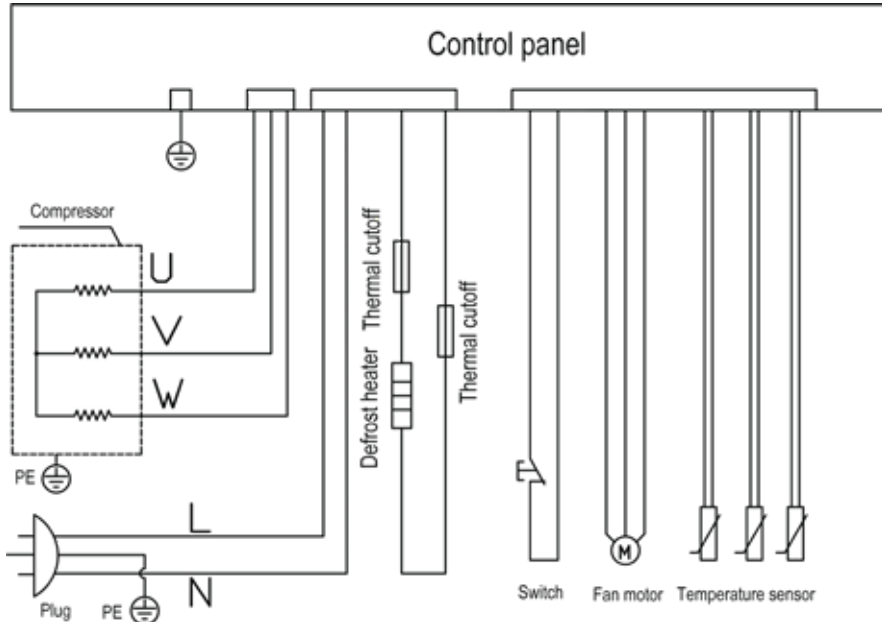 Control panel
Compressor
U
V
W
PE
L
N
Plug
PE
Thermal cutoff
Defrost heater
Thermal cutoff
M
Switch
Fan motor
Temperature sensor